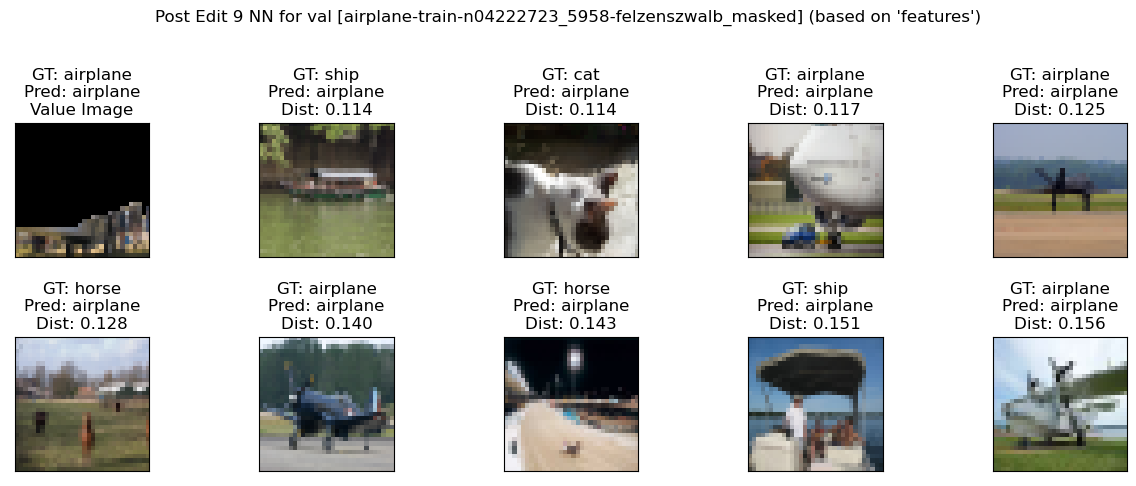 Post Edit 9 NN for val [airplane-train-n04222723_5958-felzenszwalb_masked] (based on 'features')
GT: airplane
Pred: airplane
Value Image
GT: ship
Pred: airplane
Dist: 0.114
GT: cat
Pred: airplane
Dist: 0.114
GT: airplane
Pred: airplane
Dist: 0.117
GT: airplane
Pred: airplane
Dist: 0.125
GT: horse
Pred: airplane
Dist: 0.128
GT: airplane
Pred: airplane
Dist: 0.140
GT: horse
Pred: airplane
Dist: 0.143
GT: ship
Pred: airplane
Dist: 0.151
GT: airplane
Pred: airplane
Dist: 0.156